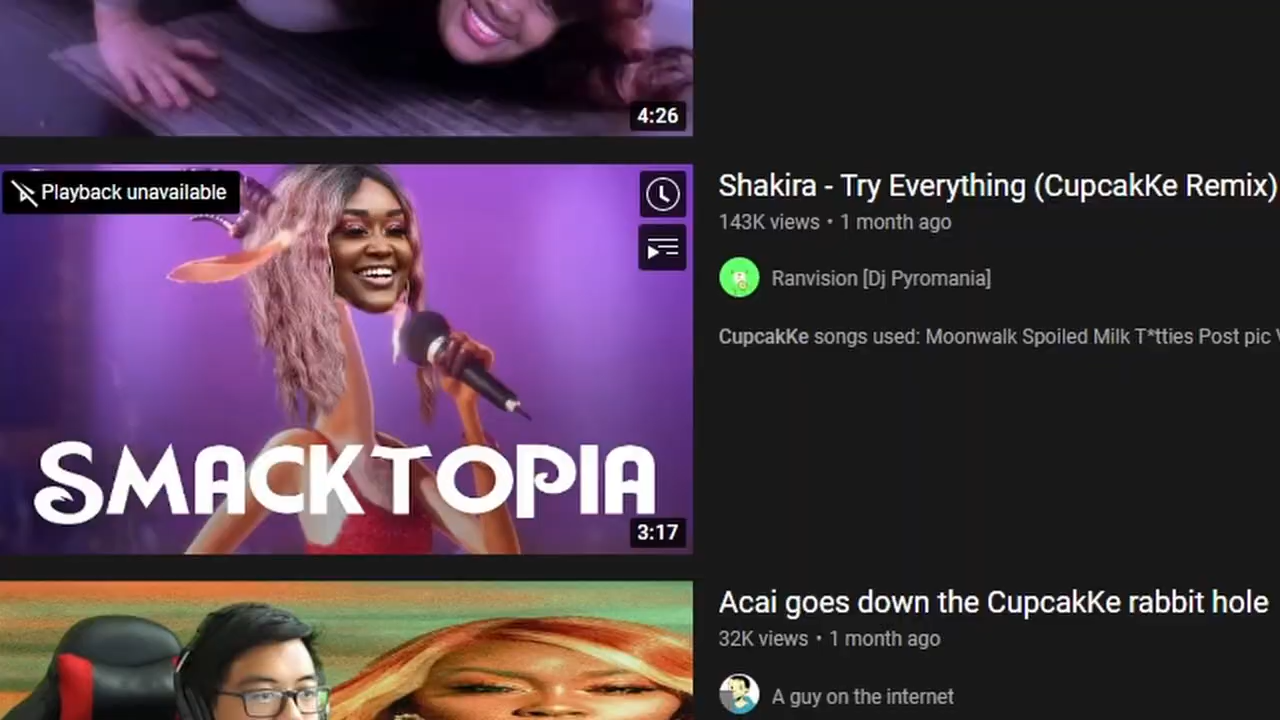 4:26
Playback unavailable
SMACKTOPIA
3:17
Shakira - Try Everything (CupcakKe Remix)
143K views • 1 month ago
Ranvision [Dj Pyromania]
CupcakKe songs used: Moonwalk Spoiled Milk T*tties Post pic
Acai goes down the CupcakKe rabbit hole
32K views • 1 month ago
A guy on the internet